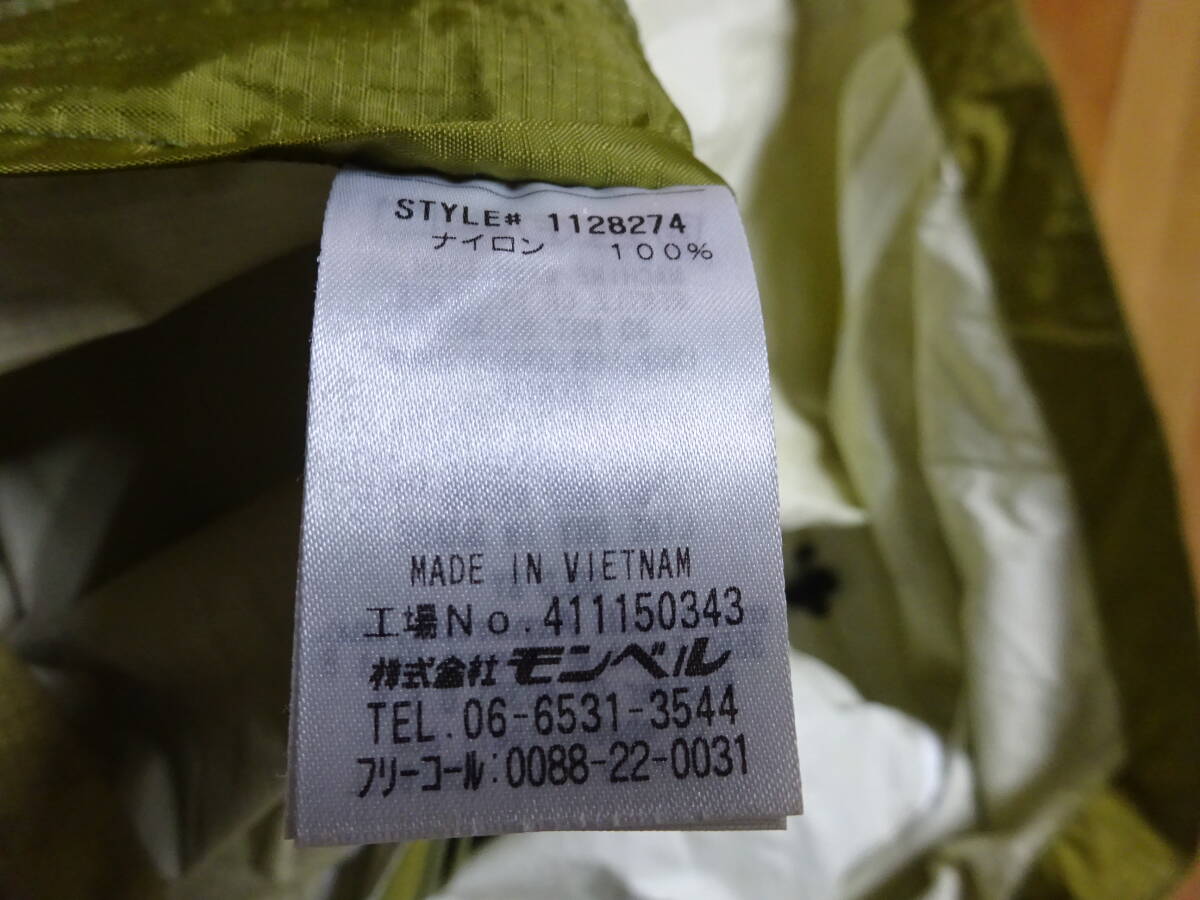 STYLE# 1128274
ナイロン 100%
MADE IN VIETNAM
工場No.411150343
株式会社モンベル
TEL.06-6531-3544
フリーコール:0088-22-0031